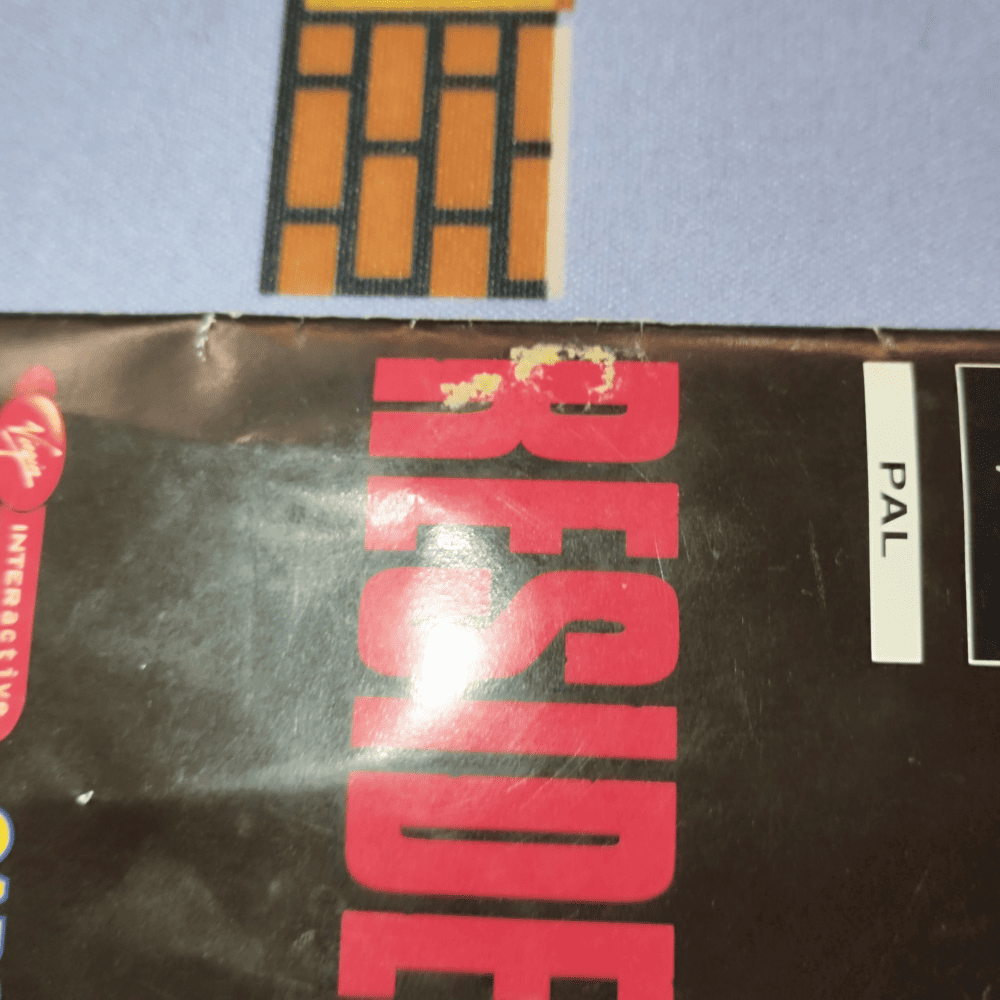 PAL
RESIDE
Virgin
INTERactive